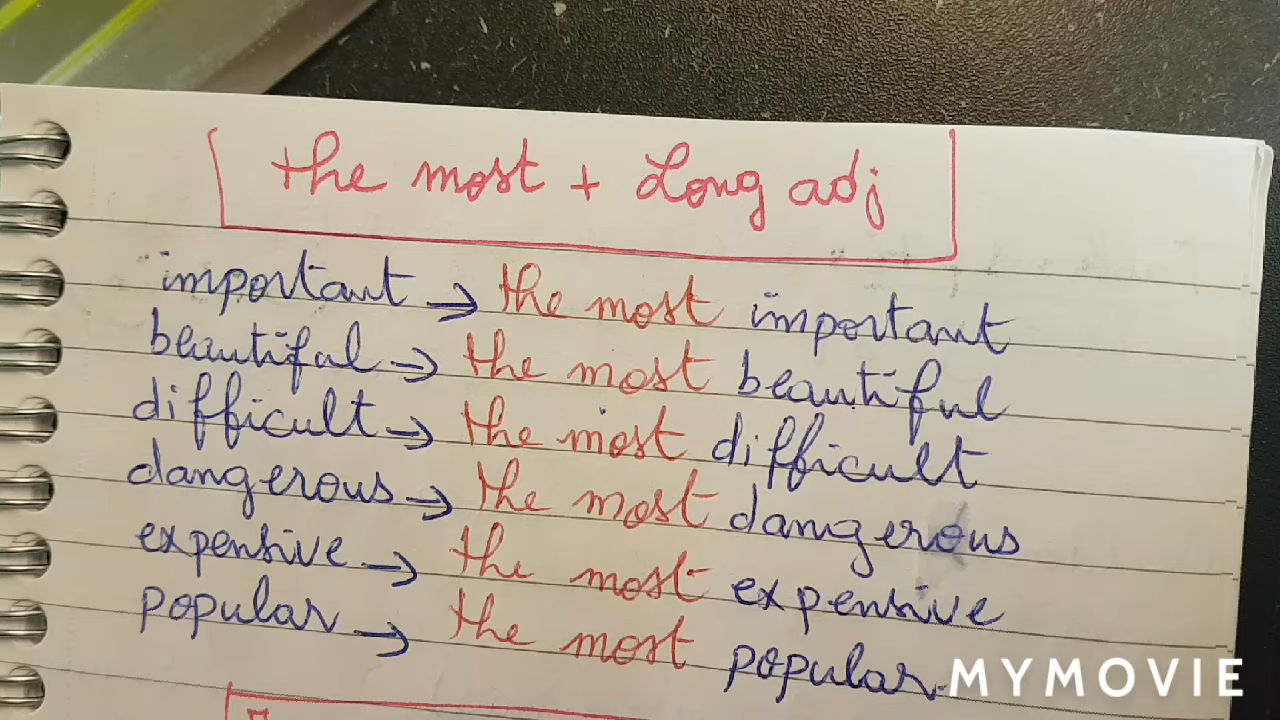 the most + Long adj
important → the most important
beautiful → the most beautiful
difficult → the most difficult
dangerous → the most dangerous
expensive → the most expensive
popular → the most popular.
MYMOVIE